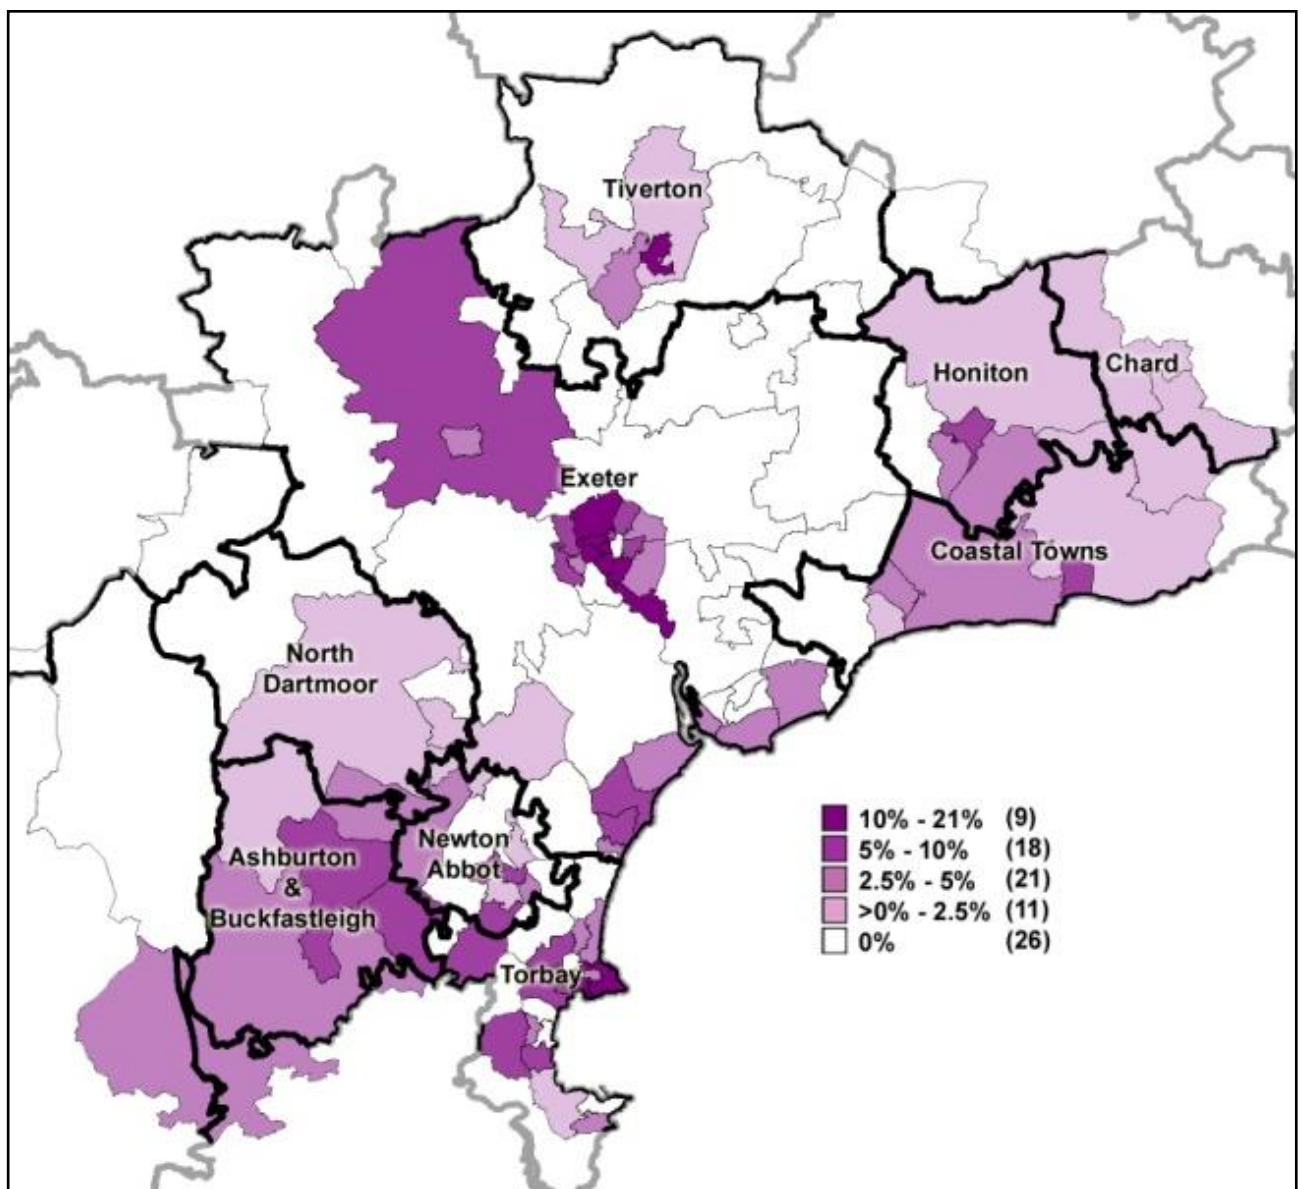 Tiverton
Honiton
Chard
Exeter
Coastal Towns
North
Dartmoor
Newton
Abbot
Ashburton
&
Buckfastleigh
Torbay
10% - 21% (9)
5% - 10% (18)
2.5% - 5% (21)
>0% - 2.5% (11)
0% (26)